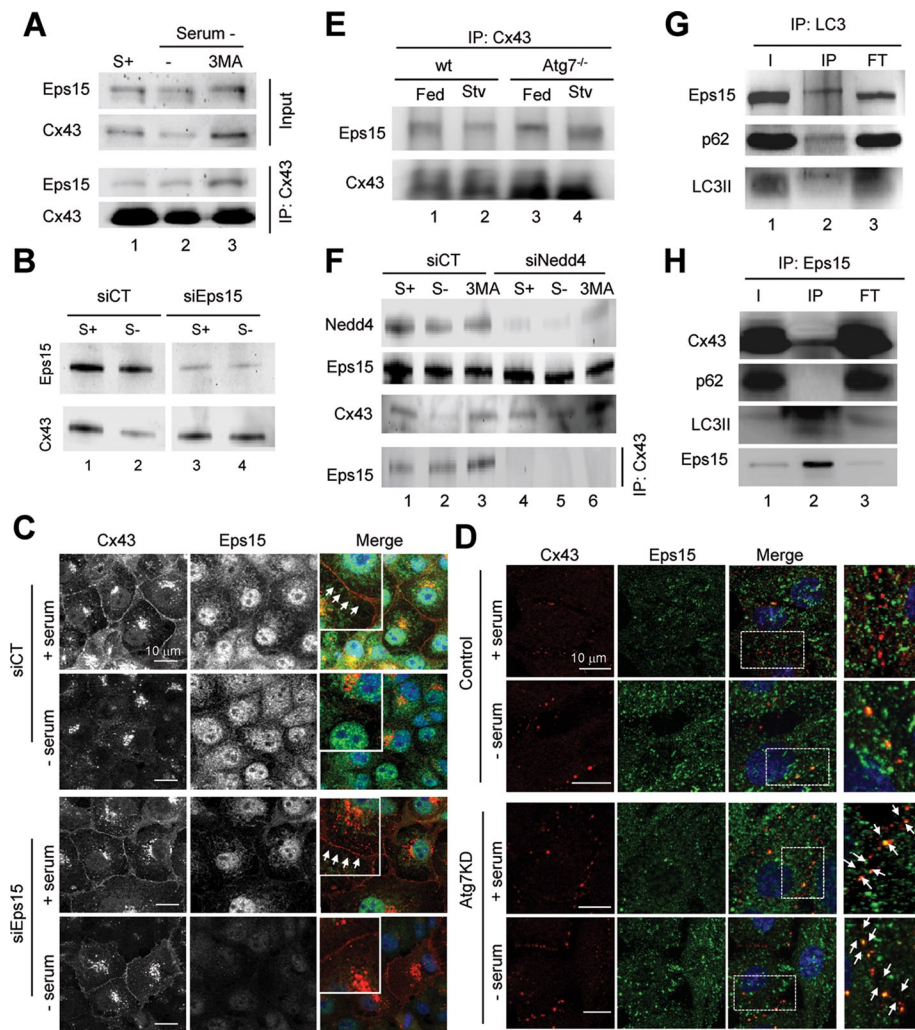 A
Serum -
S+ - 3MA
Eps15
Cx43
Input
Eps15
Cx43
IP: Cx43
1 2 3
B
siCT siEps15
S+ S- S+ S-
Eps15
Cx43
1 2 3 4
E
IP: Cx43
wt Atg7-/-
Fed Stv Fed Stv
Eps15
Cx43
1 2 3 4
F
siCT siNedd4
S+ S- 3MA S+ S- 3MA
Nedd4
Eps15
Cx43
Eps15
IP: Cx43
1 2 3 4 5 6
G
IP: LC3
I IP FT
Eps15
p62
LC3II
1 2 3
H
IP: Eps15
I IP FT
Cx43
p62
LC3II
Eps15
1 2 3
C
Cx43 Eps15 Merge
siCT
+ serum
10 μm
- serum
siEps15
+ serum
- serum
D
Cx43 Eps15 Merge
Control
+ serum
10 μm
- serum
Atg7KD
+ serum
- serum